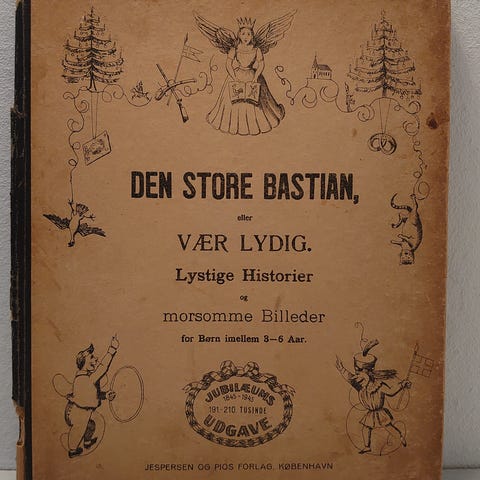 DEN STORE BASTIAN,
eller
VÆR LYDIG.
Lystige Historier
og
morsomme Billeder
for Børn imellem 3—6 Aar.
JUBILÆUMS
1845-1945
191-210 TUSINDE
UDGAVE
JESPERSEN OG PIOS FORLAG. KØBENHAVN